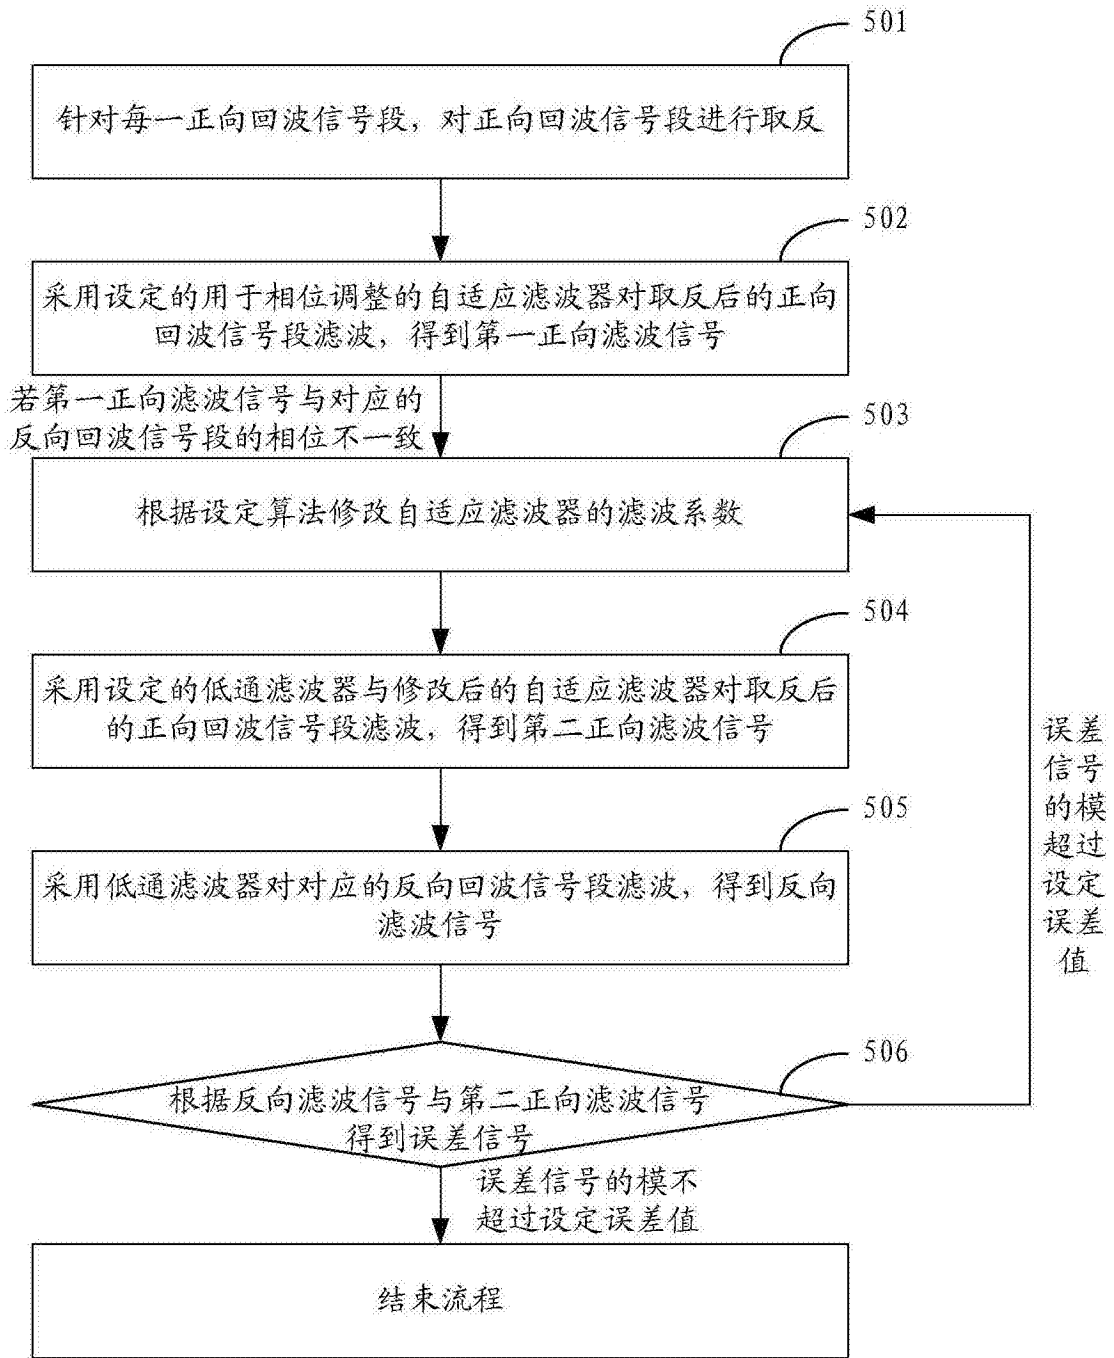 501
针对每一正向回波信号段，对正向回波信号段进行取反
502
采用设定的用于相位调整的自适应滤波器对取反后的正向
回波信号段滤波，得到第一正向滤波信号
若第一正向滤波信号与对应的
反向回波信号段的相位不一致
503
根据设定算法修改自适应滤波器的滤波系数
504
采用设定的低通滤波器与修改后的自适应滤波器对取反后
的正向回波信号段滤波，得到第二正向滤波信号
505
采用低通滤波器对对应的反向回波信号段滤波，得到反向
滤波信号
误差
信号
的模
超过
设定
误差
值
506
根据反向滤波信号与第二正向滤波信号
得到误差信号
误差信号的模不
超过设定误差值
结束流程